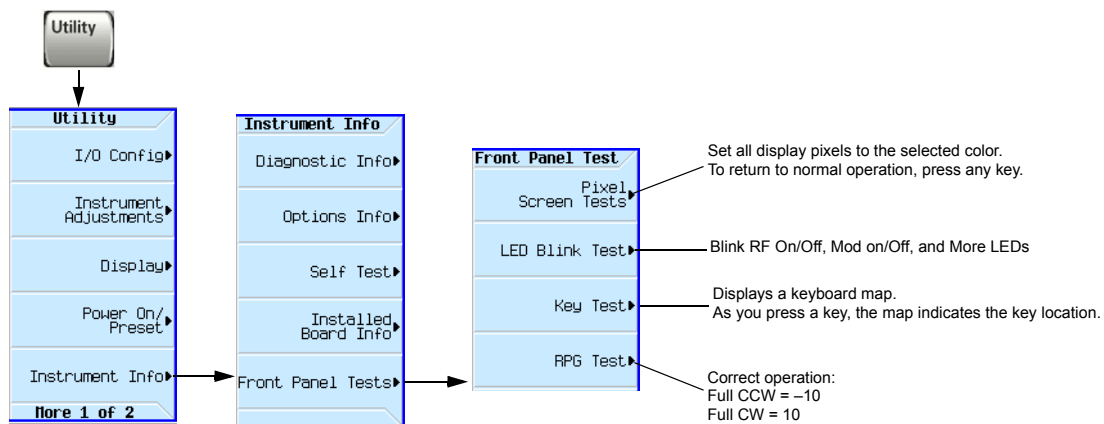 Utility
Utility
I/O Config
Instrument
Adjustments
Display
Power On/
Preset
Instrument Info
More 1 of 2
Instrument Info
Diagnostic Info
Options Info
Self Test
Installed
Board Info
Front Panel Tests
Front Panel Test
Pixel
Screen Tests
LED Blink Test
Key Test
RPG Test
Set all display pixels to the selected color.
To return to normal operation, press any key.
Blink RF On/Off, Mod on/Off, and More LEDs
Displays a keyboard map.
As you press a key, the map indicates the key location.
Correct operation:
Full CCW = –10
Full CW = 10